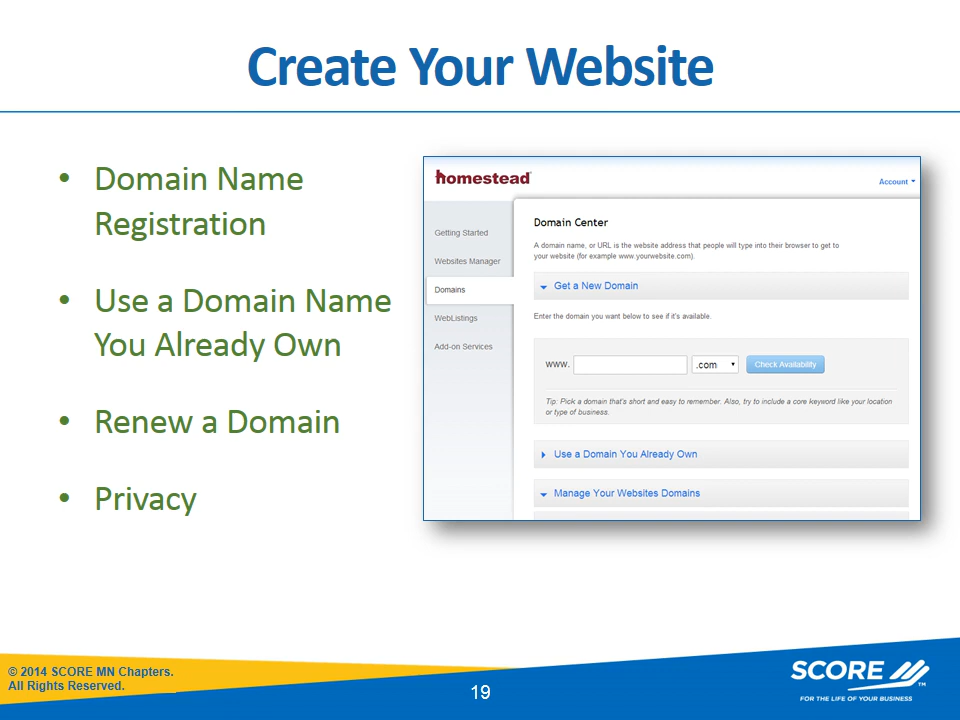 Create Your Website
• Domain Name
Registration
• Use a Domain Name
You Already Own
• Renew a Domain
• Privacy
homestead
Account
Getting Started
Websites Manager
Domains
WebListings
Add-on Services
Domain Center
A domain name, or URL is the website address that people will type into their browser to get to
your website (for example www.yourwebsite.com).
Get a New Domain
Enter the domain you want below to see if it's available.
www. .com Check Availability
Tip: Pick a domain that's short and easy to remember. Also, try to include a core keyword like your location
or type of business.
Use a Domain You Already Own
Manage Your Websites Domains
© 2014 SCORE MN Chapters.
All Rights Reserved.
19
SCORE ™
FOR THE LIFE OF YOUR BUSINESS